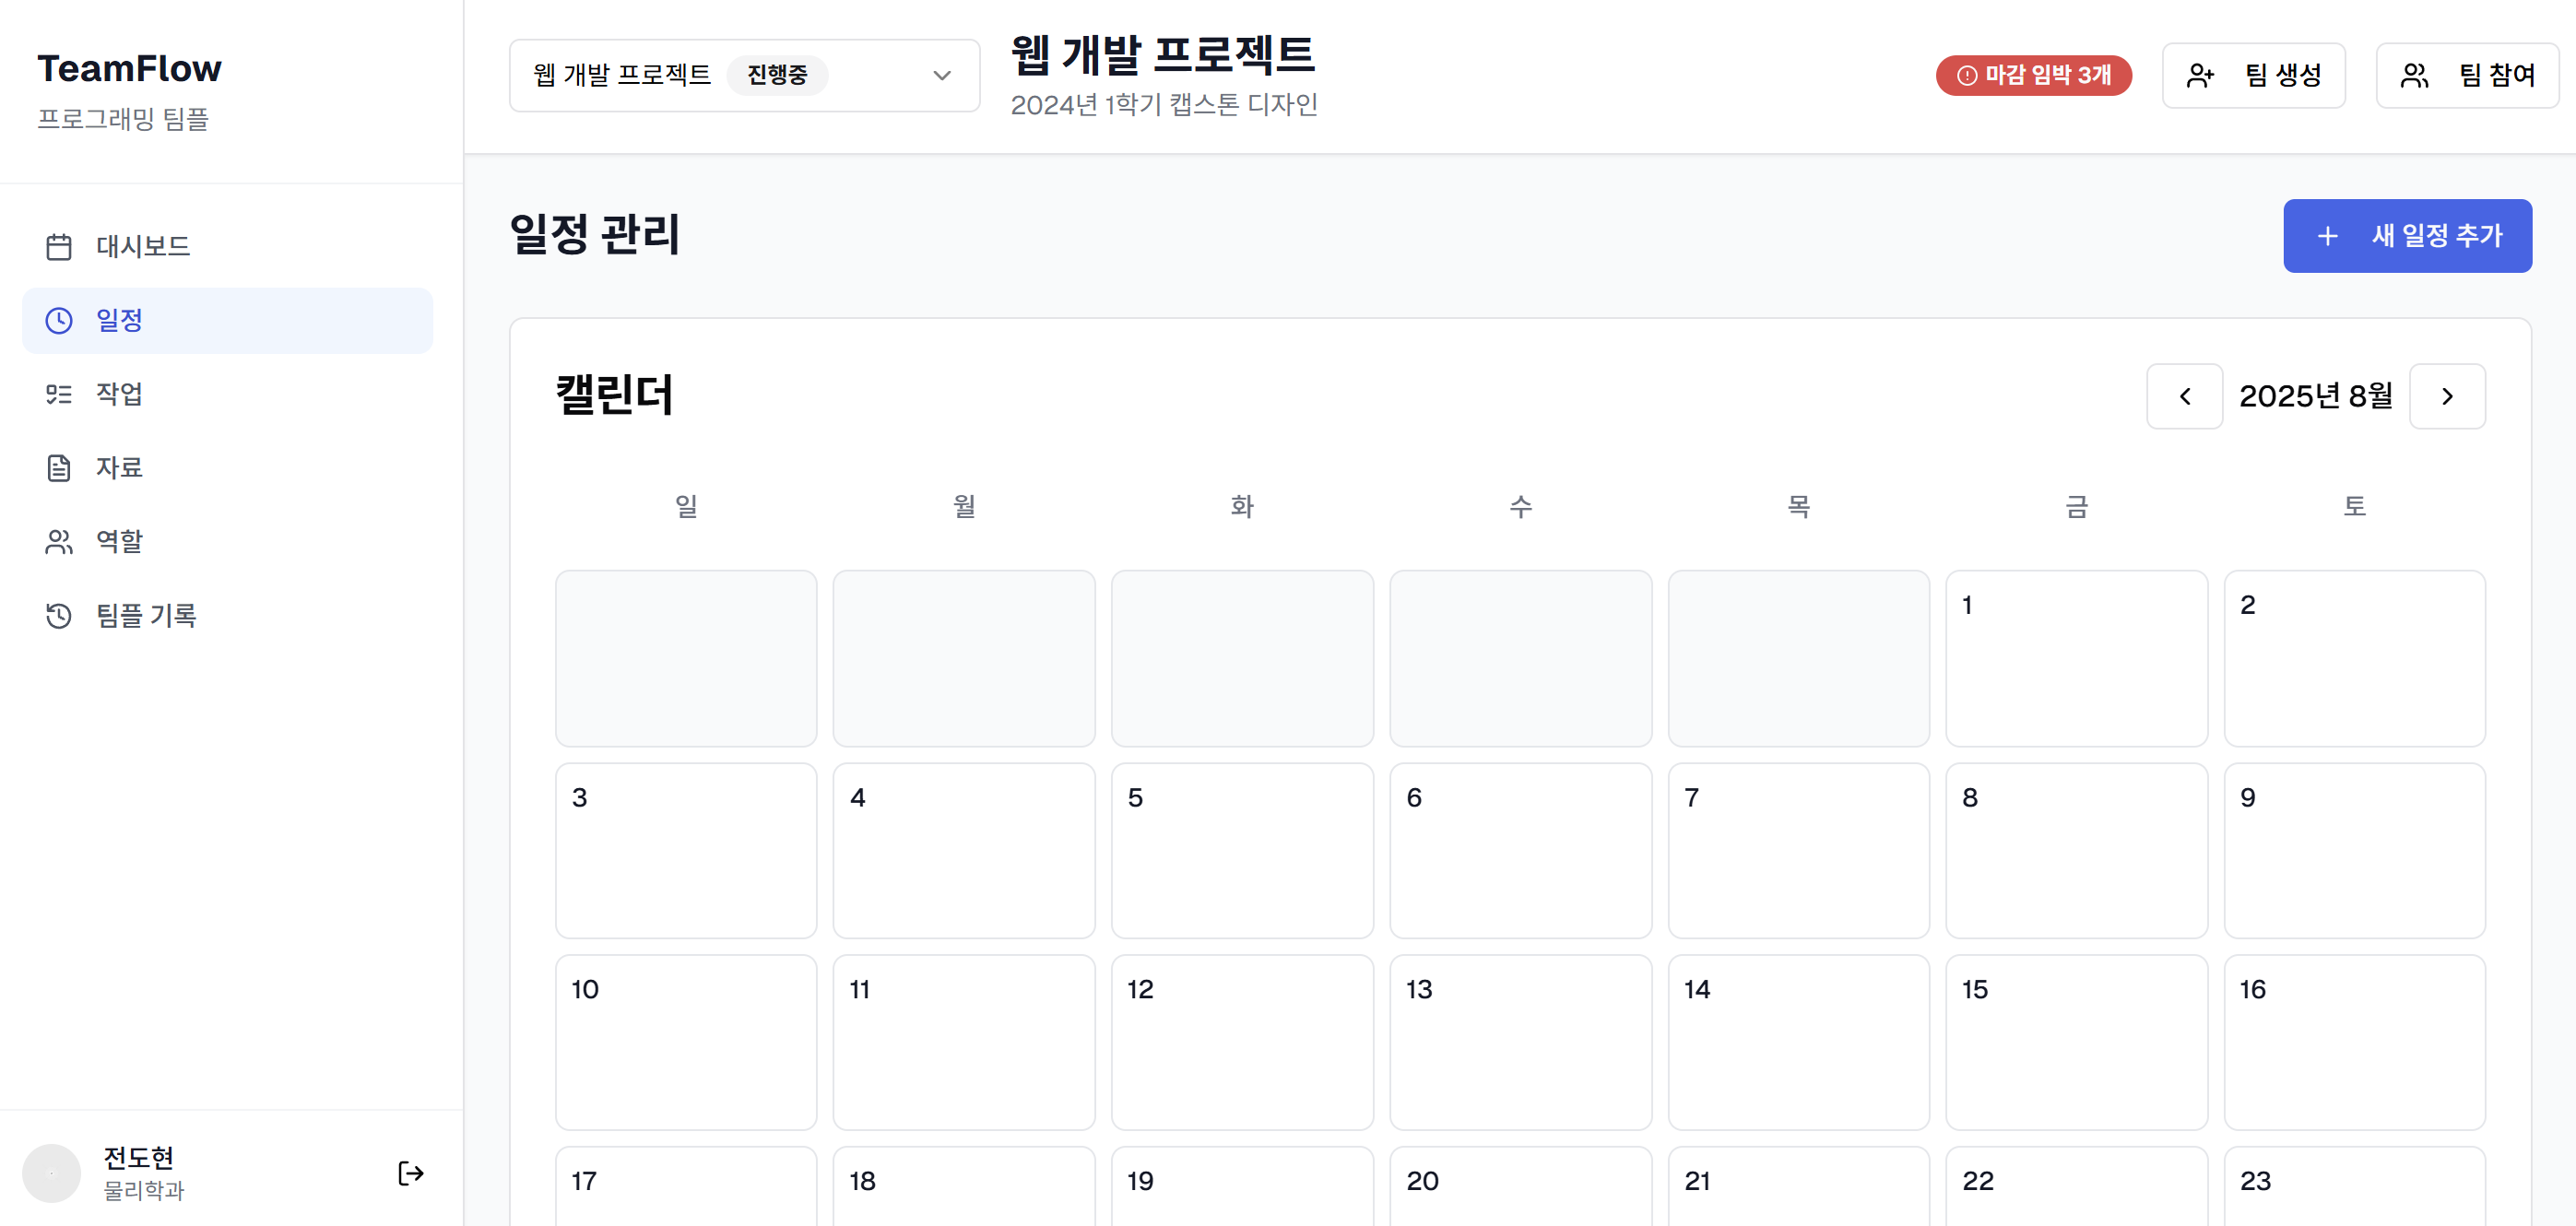 TeamFlow
프로그래밍 팀플
대시보드
일정
작업
자료
역할
팀플 기록
전도현
물리학과
웹 개발 프로젝트 진행중
웹 개발 프로젝트
2024년 1학기 캡스톤 디자인
마감 임박 3개
팀 생성
팀 참여
일정 관리
새 일정 추가
캘린더
2025년 8월
일 월 화 수 목 금 토
1 2
3 4 5 6 7 8 9
10 11 12 13 14 15 16
17 18 19 20 21 22 23